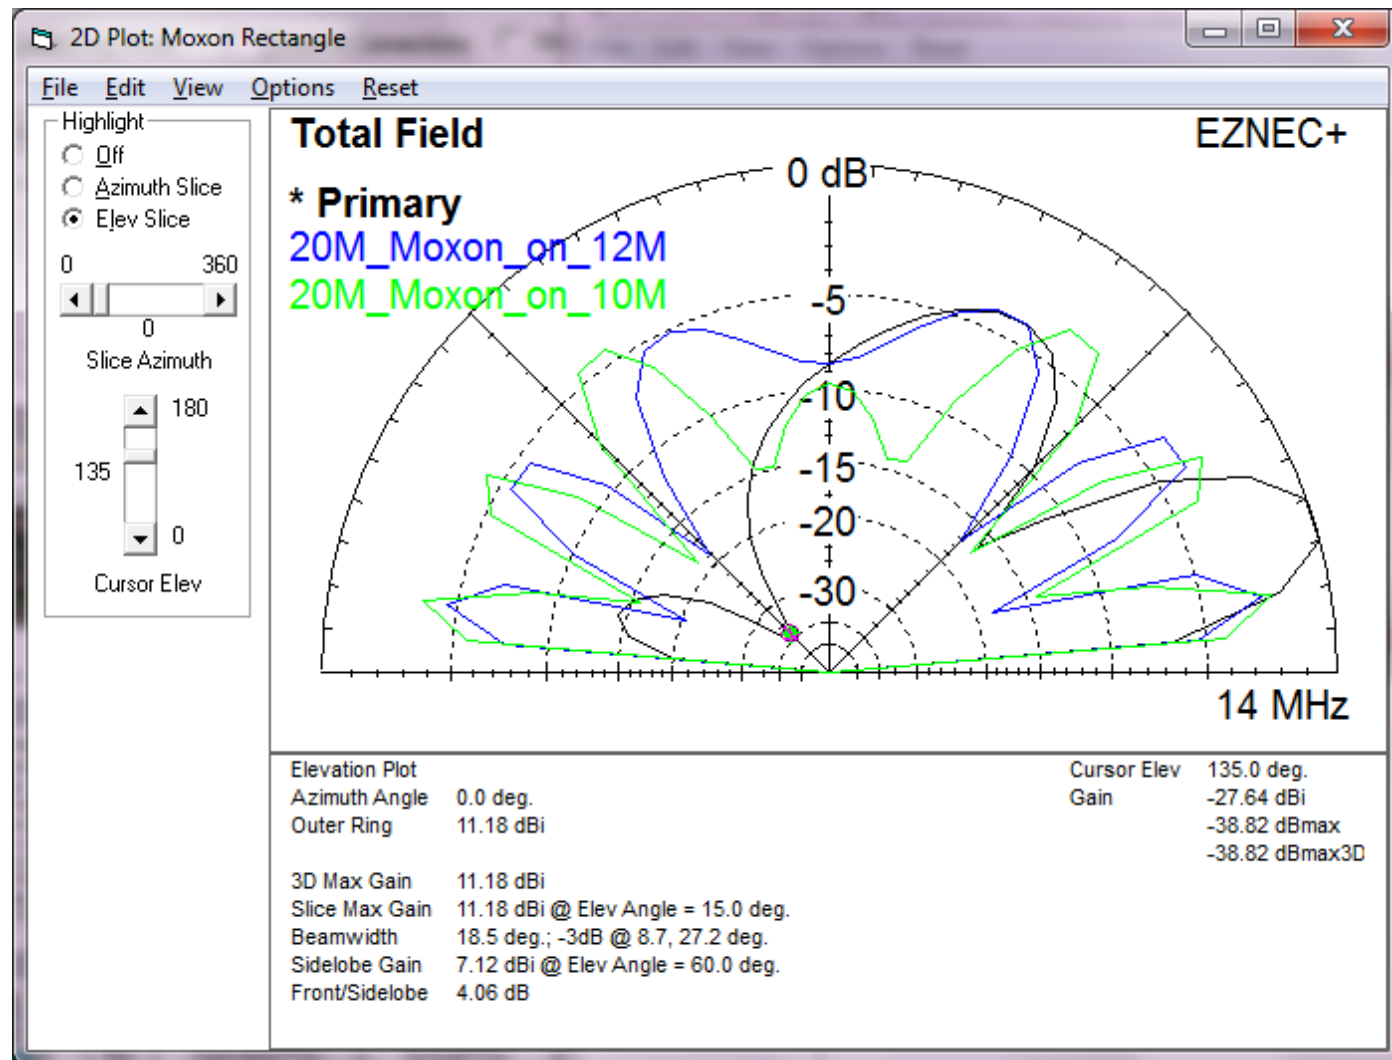 2D Plot: Moxon Rectangle
File Edit View Options Reset
Highlight
Off
Azimuth Slice
Elev Slice
0 360
0
Slice Azimuth
180
135
0
Cursor Elev
Total Field
EZNEC+
* Primary
20M_Moxon_on_12M
20M_Moxon_on_10M
0 dB
-5
-10
-15
-20
-30
14 MHz
Elevation Plot
Azimuth Angle 0.0 deg.
Outer Ring 11.18 dBi
3D Max Gain 11.18 dBi
Slice Max Gain 11.18 dBi @ Elev Angle = 15.0 deg.
Beamwidth 18.5 deg.; -3dB @ 8.7, 27.2 deg.
Sidelobe Gain 7.12 dBi @ Elev Angle = 60.0 deg.
Front/Sidelobe 4.06 dB
Cursor Elev 135.0 deg.
Gain -27.64 dBi
-38.82 dBmax
-38.82 dBmax3D